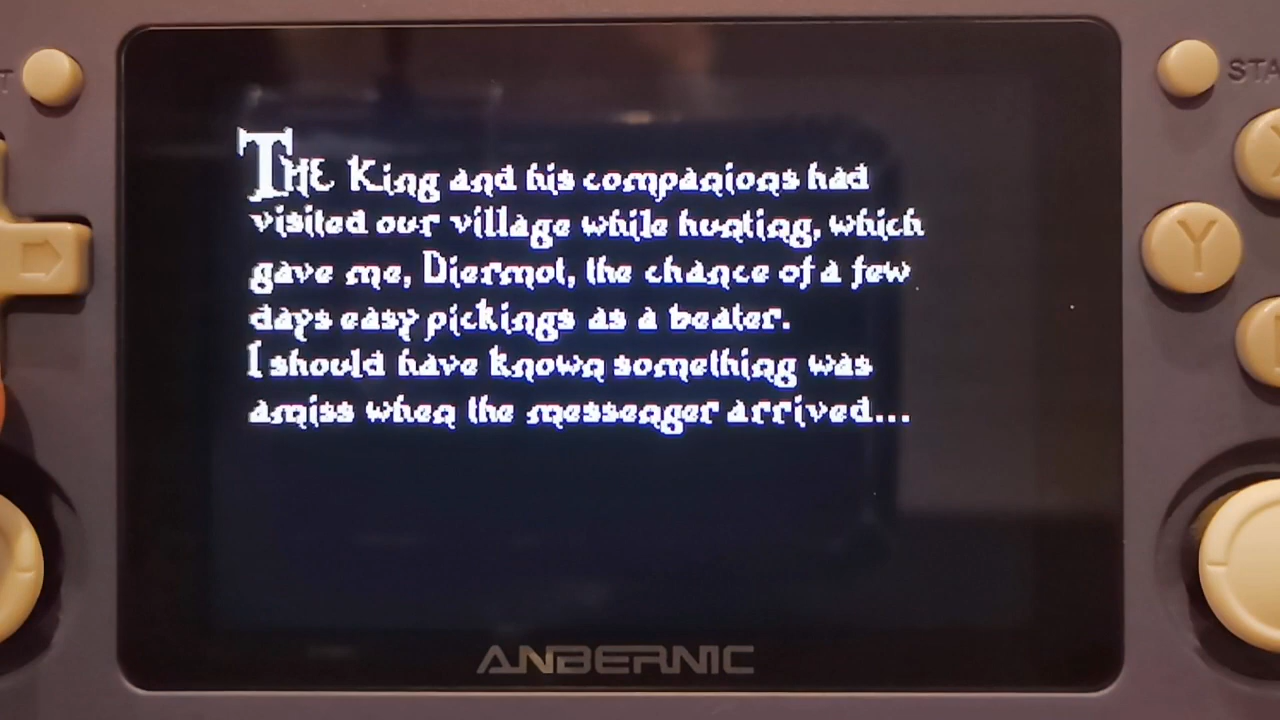 THE King and his companions had
visited our village while hunting, which
gave me, Diermot, the chance of a few
days easy pickings as a beater.
I should have known something was
amiss when the messenger arrived...
ANBERNIC
T
STA
Y